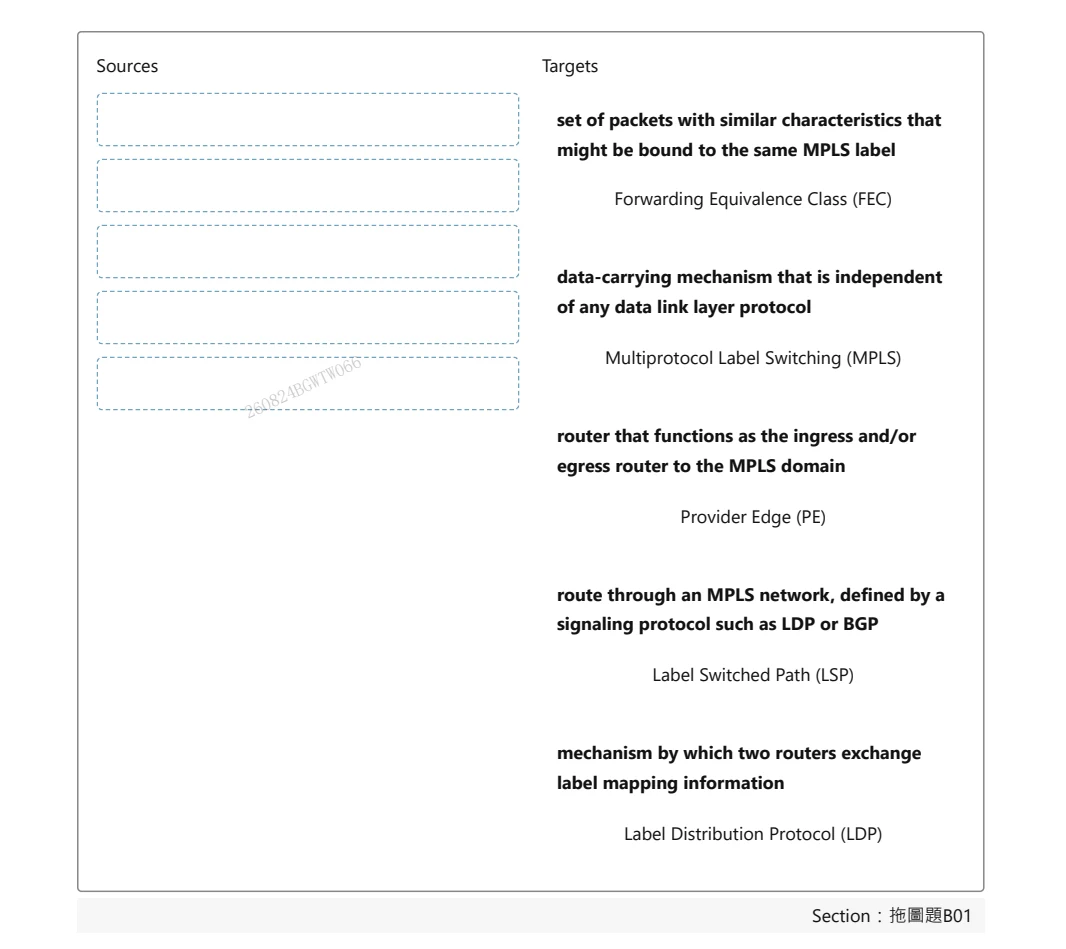 Sources
Targets
set of packets with similar characteristics that
might be bound to the same MPLS label
Forwarding Equivalence Class (FEC)
data-carrying mechanism that is independent
of any data link layer protocol
Multiprotocol Label Switching (MPLS)
router that functions as the ingress and/or
egress router to the MPLS domain
Provider Edge (PE)
route through an MPLS network, defined by a
signaling protocol such as LDP or BGP
Label Switched Path (LSP)
mechanism by which two routers exchange
label mapping information
Label Distribution Protocol (LDP)
260824BGWTW066
Section：拖圖題B01